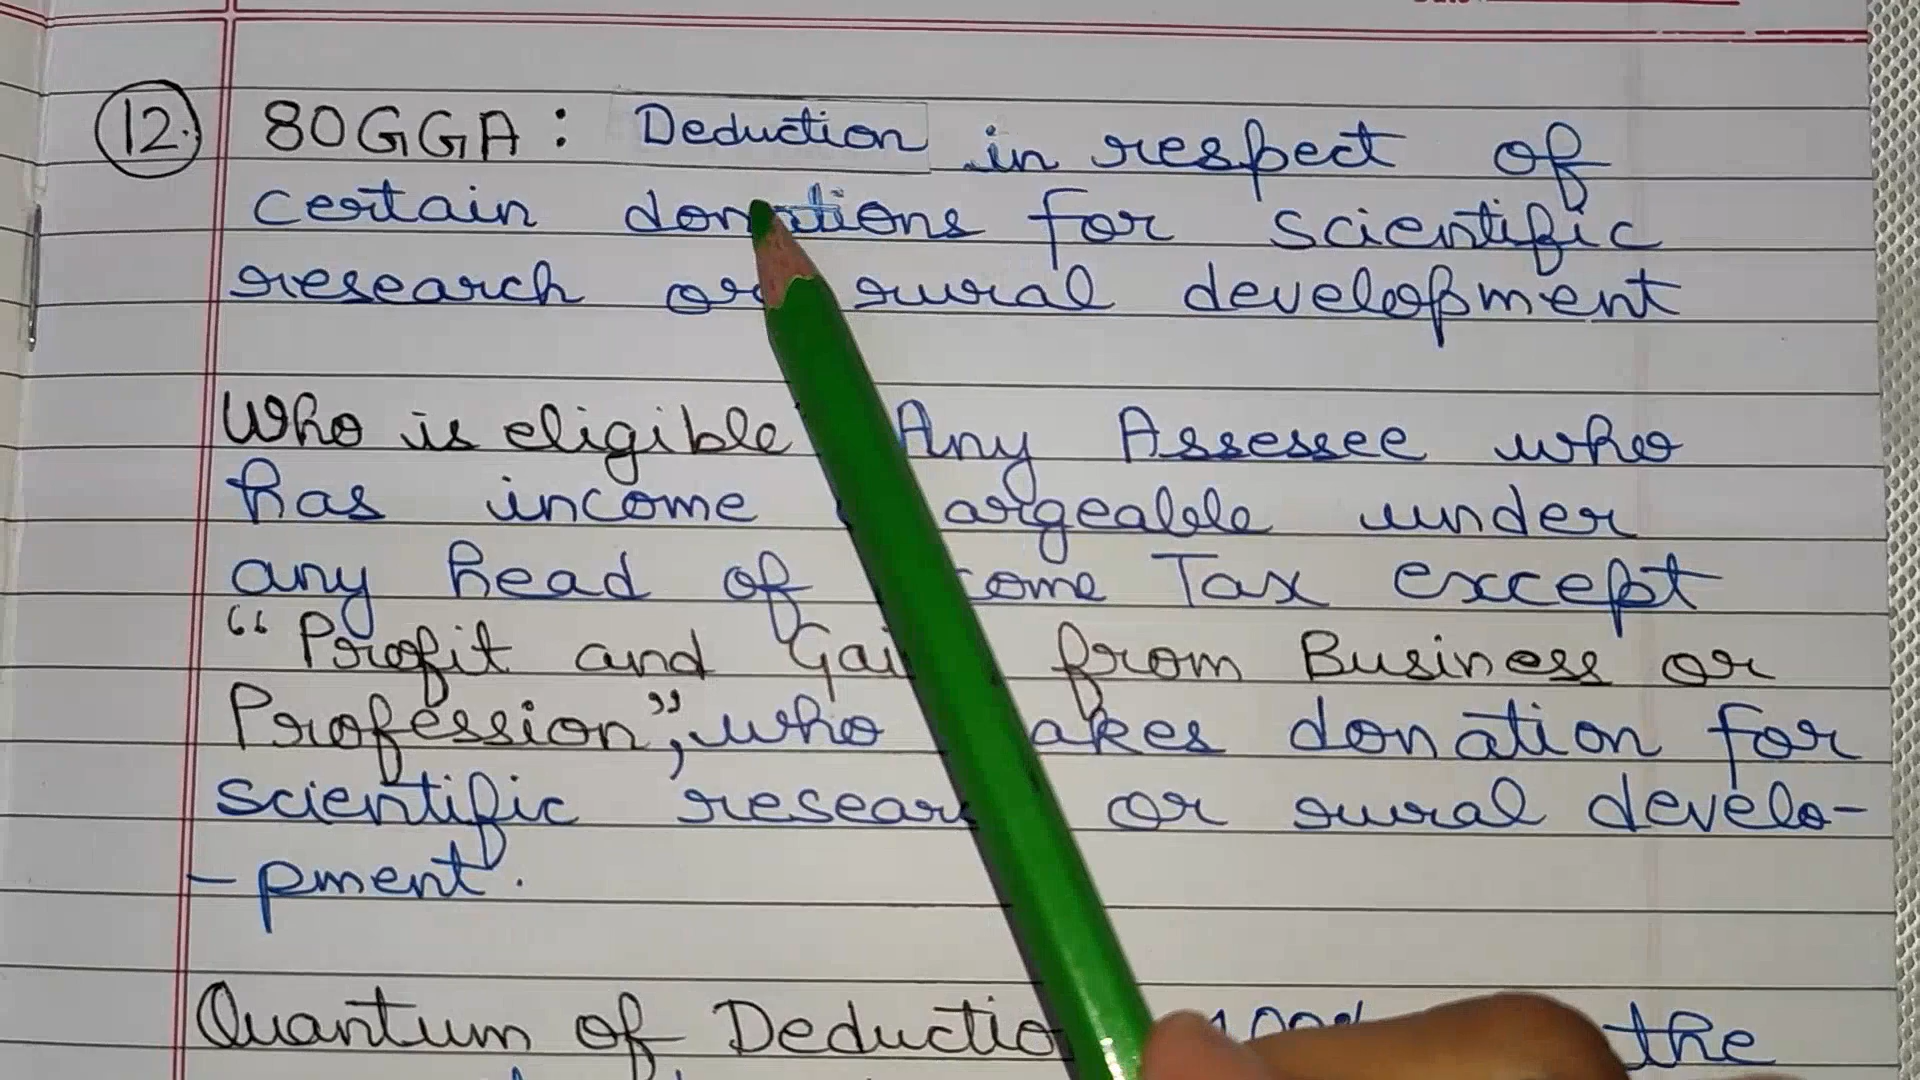 12. 80GGA: Deduction in respect of
certain donations for scientific
research or rural development
Who is eligible Any Assessee who
has income argeable under
any head of come Tax except
"Profit and Gai from Business or
Profession", who akes donation for
scientific resear or rural develo-
-pment.
Quantum of Deductio 100% the